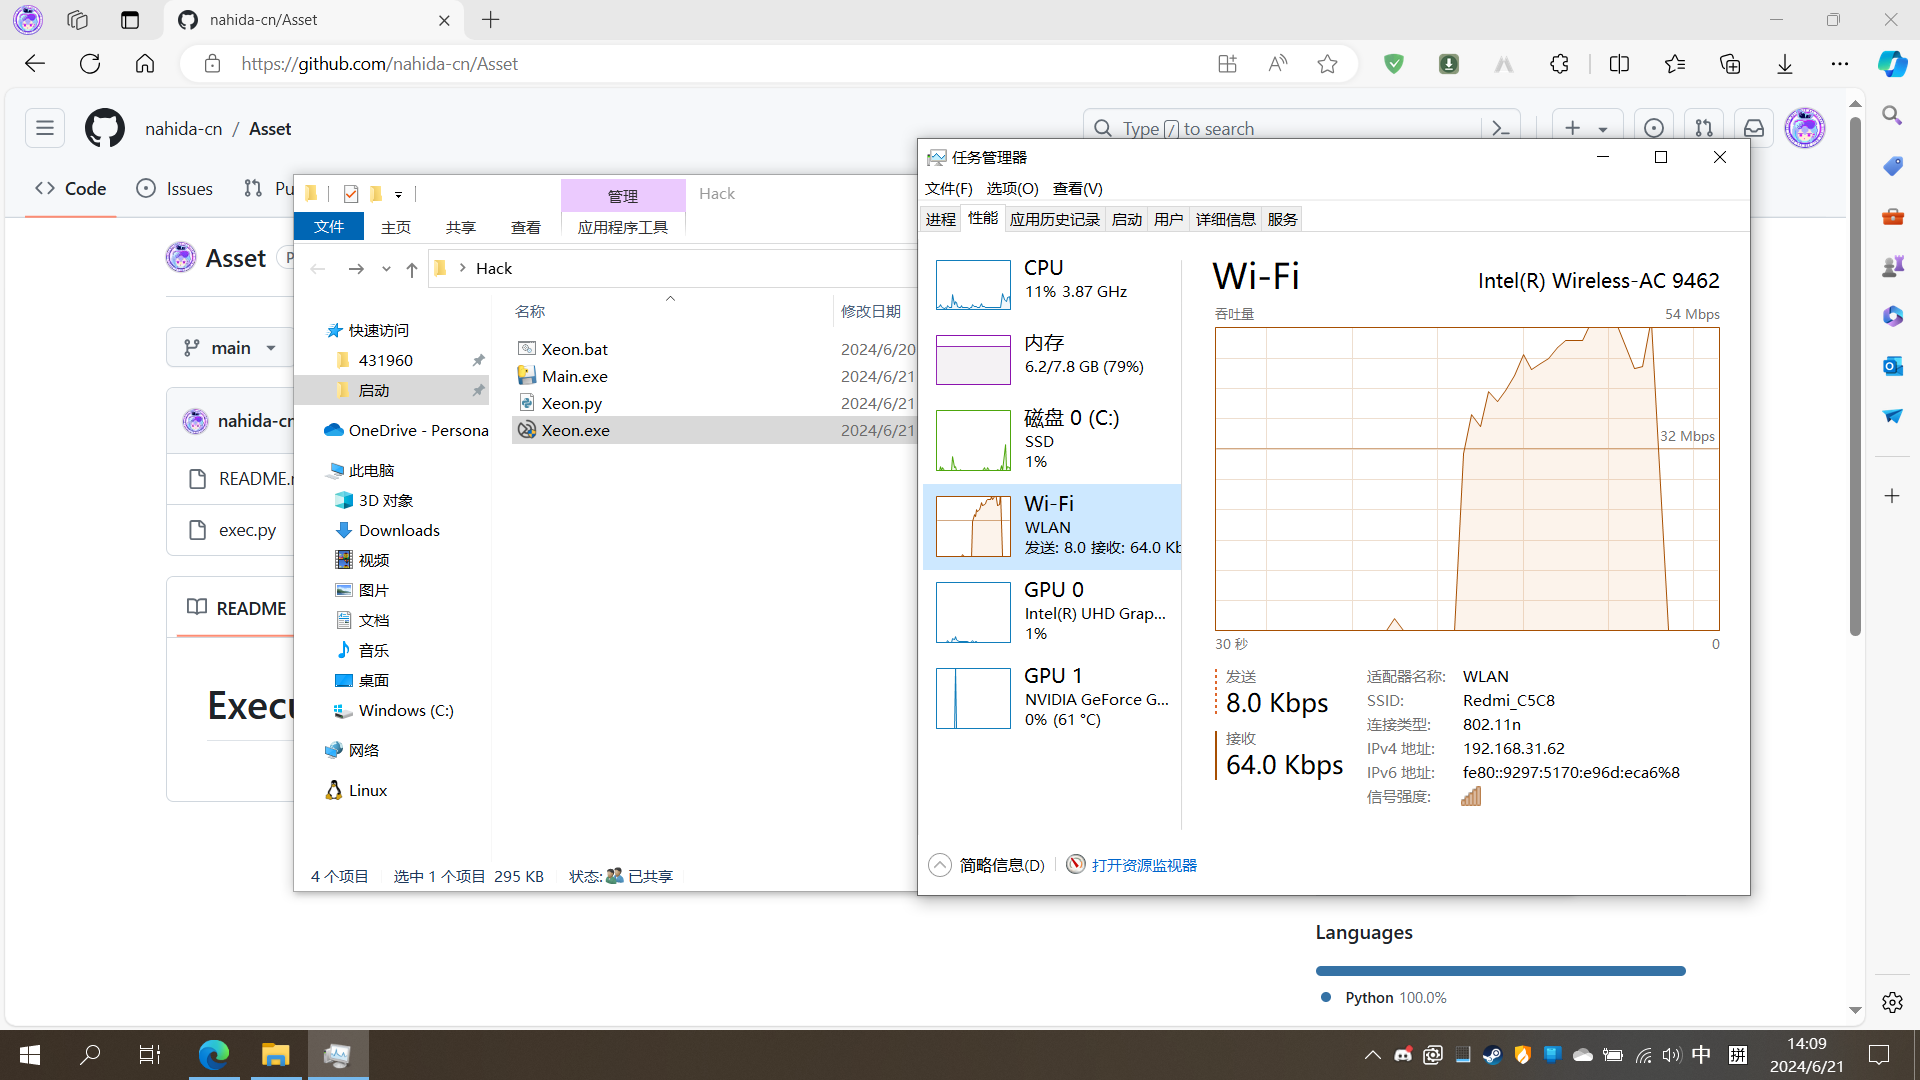 nahida-cn/Asset
https://github.com/nahida-cn/Asset
nahida-cn / Asset
Type / to search
Code
Issues
Asset
main
nahida-cn
README.
exec.py
README
Languages
Python 100.0%
管理
Hack
文件
主页
共享
查看
应用程序工具
Hack
名称
修改日期
快速访问
431960
启动
OneDrive - Persona
此电脑
3D 对象
Downloads
视频
图片
文档
音乐
桌面
Windows (C:)
网络
Linux
Xeon.bat 2024/6/20
Main.exe 2024/6/21
Xeon.py 2024/6/21
Xeon.exe 2024/6/21
4 个项目 选中 1 个项目 295 KB 状态: 已共享
任务管理器
文件(F) 选项(O) 查看(V)
进程 性能 应用历史记录 启动 用户 详细信息 服务
CPU
11% 3.87 GHz
内存
6.2/7.8 GB (79%)
磁盘 0 (C:)
SSD
1%
Wi-Fi
WLAN
发送: 8.0 接收: 64.0 Kb
GPU 0
Intel(R) UHD Grap...
1%
GPU 1
NVIDIA GeForce G...
0% (61 °C)
Wi-Fi
Intel(R) Wireless-AC 9462
吞吐量
54 Mbps
32 Mbps
30 秒
0
发送
8.0 Kbps
接收
64.0 Kbps
适配器名称: WLAN
SSID: Redmi_C5C8
连接类型: 802.11n
IPv4 地址: 192.168.31.62
IPv6 地址: fe80::9297:5170:e96d:eca6%8
信号强度:
简略信息(D)
打开资源监视器
中
拼
14:09
2024/6/21